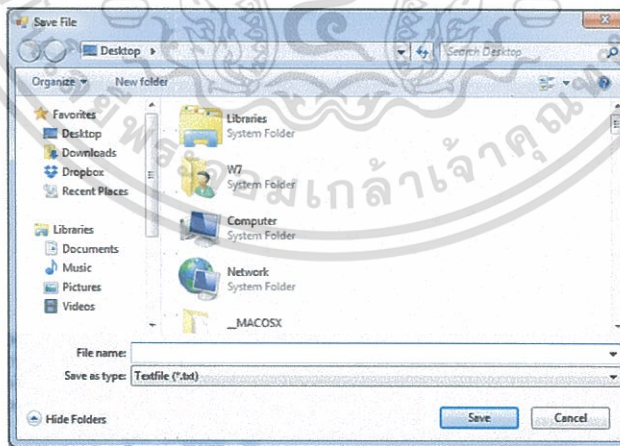 Save File
Desktop
Search Desktop
Organize
New folder
Favorites
Desktop
Downloads
Dropbox
Recent Places
Libraries
Documents
Music
Pictures
Videos
Libraries
System Folder
W7
System Folder
Computer
System Folder
Network
System Folder
__MACOSX
File name:
Save as type: Textfile (*.txt)
Hide Folders
Save
Cancel